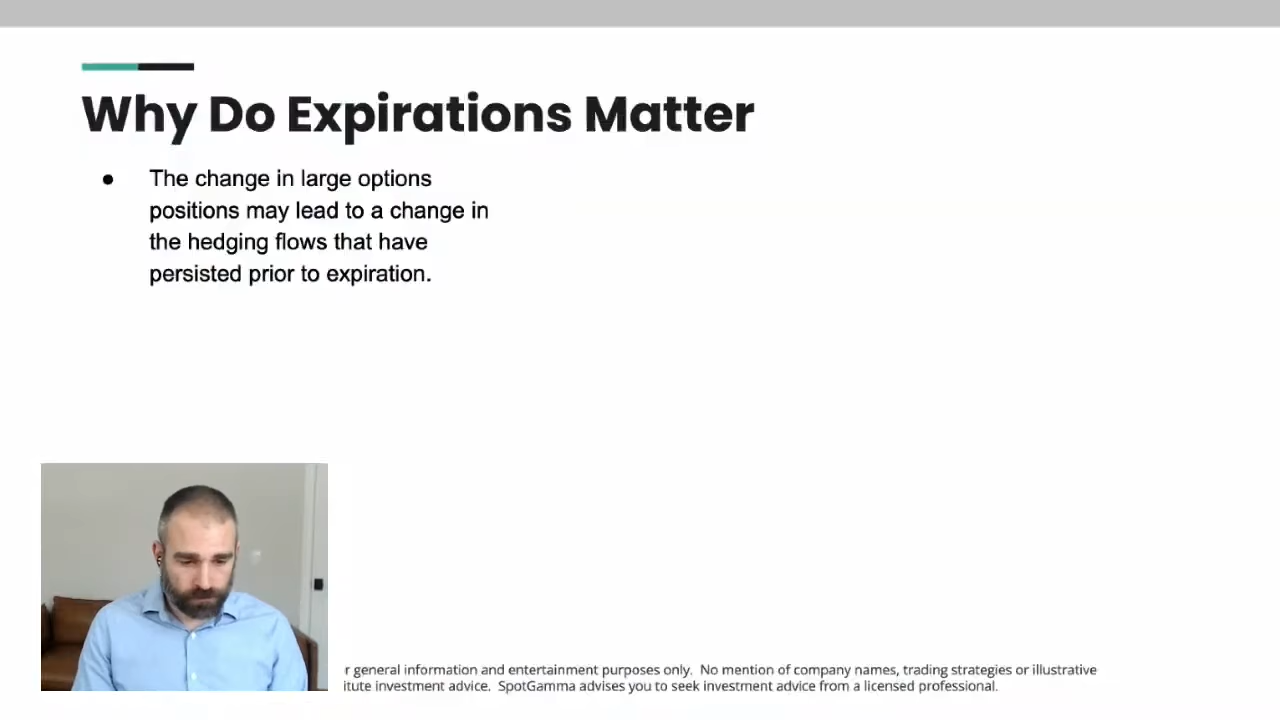 Why Do Expirations Matter
● The change in large options
positions may lead to a change in
the hedging flows that have
persisted prior to expiration.
r general information and entertainment purposes only. No mention of company names, trading strategies or illustrative
itute investment advice. SpotGamma advises you to seek investment advice from a licensed professional.